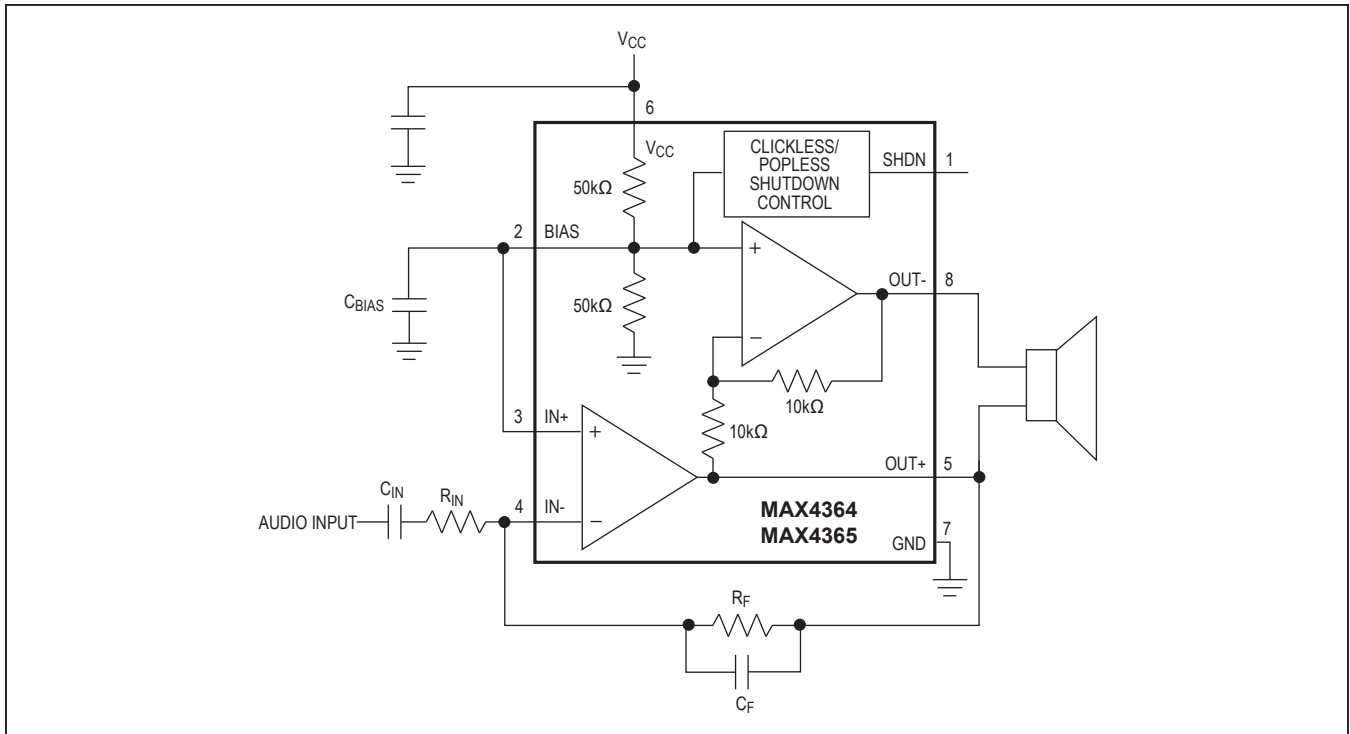 VCC
6
VCC
CLICKLESS/
POPLESS
SHUTDOWN
CONTROL
SHDN
1
50kΩ
2
BIAS
+
OUT-
8
CBIAS
50kΩ
−
10kΩ
3
IN+
+
10kΩ
OUT+
5
CIN
RIN
AUDIO INPUT
4
IN-
−
MAX4364
MAX4365
GND
7
RF
CF